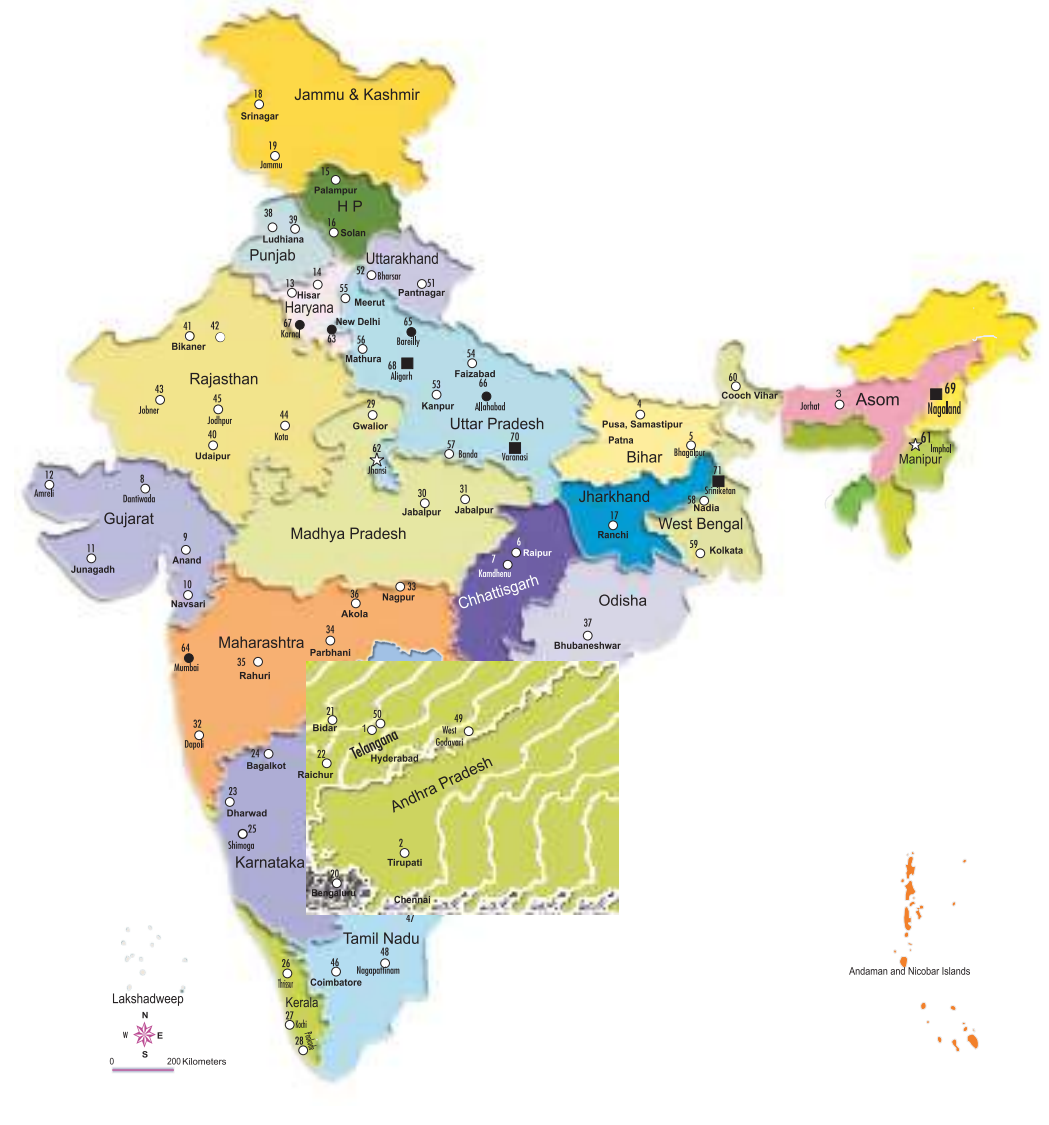 18
Jammu & Kashmir
Srinagar
19
Jammu
15
Palampur
H P
38
39
16
Solan
Ludhiana
Punjab
Uttarakhand
52
Bharsar
51
Pantnagar
14
13
Hisar
55
Meerut
Haryana
67
Karnal
New Delhi
63
65
Bareilly
41
42
Bikaner
56
Mathura
54
Faizabad
68
Aligarh
Rajasthan
53
Kanpur
66
Allahabad
43
Jobner
45
Jodhpur
44
Kota
29
Gwalior
Uttar Pradesh
40
Udaipur
62
Jhansi
57
Banda
70
Varanasi
60
Cooch Vihar
3
Jorhat
Asom
69
Nagaland
61
Imphal
Manipur
4
Pusa, Samastipur
Patna
5
Bhagalpur
Bihar
71
Sriniketan
58
Nadia
Jharkhand
17
Ranchi
West Bengal
59
Kolkata
12
Amreli
8
Dantiwada
Gujarat
30
Jabalpur
31
Jabalpur
Madhya Pradesh
9
Anand
11
Junagadh
10
Navsari
6
Raipur
7
Kamdhenu
Chhattisgarh
Odisha
37
Bhubaneshwar
33
Nagpur
36
Akola
Maharashtra
34
Parbhani
64
Mumbai
35
Rahuri
32
Dapoli
21
Bidar
50
1
Telangana
Hyderabad
49
West
Godavari
22
Raichur
Andhra Pradesh
24
Bagalkot
23
Dharwad
25
Shimoga
Karnataka
2
Tirupati
20
Bengaluru
Chennai
47
Tamil Nadu
48
Nagapattinam
46
Coimbatore
26
Thrissur
Kerala
27
Kochi
28
Andaman and Nicobar Islands
Lakshadweep
N
W
E
S
0
200 Kilometers